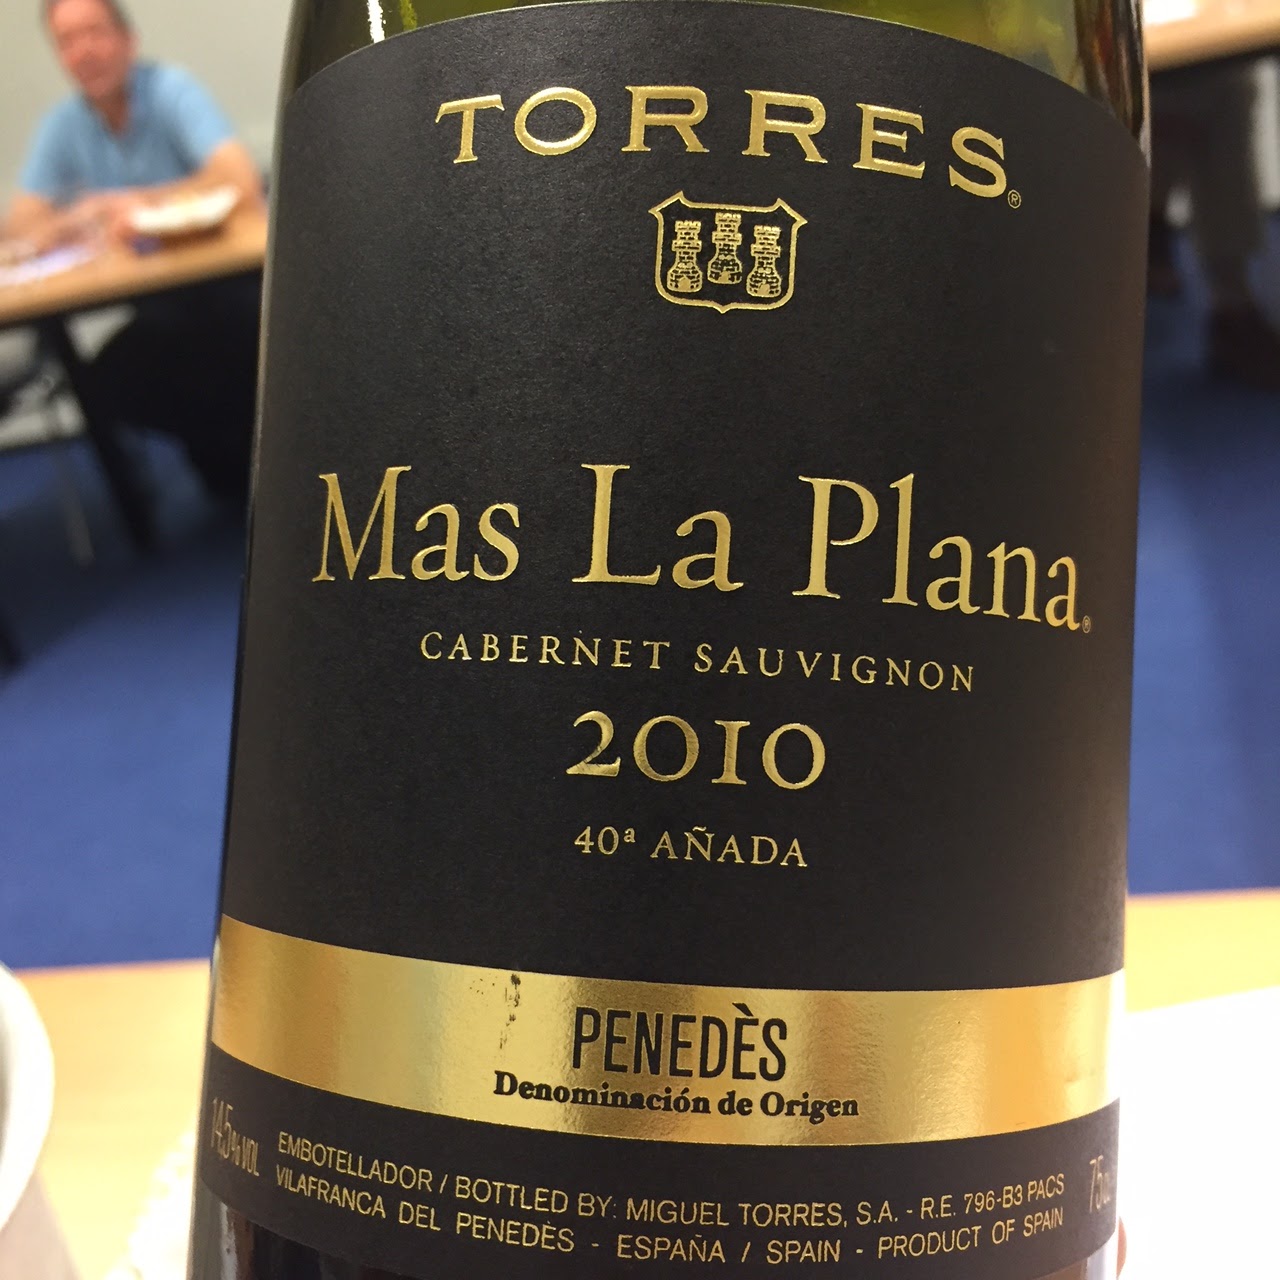 TORRES®
Mas La Plana®
CABERNET SAUVIGNON
2010
40ª AÑADA
PENEDÈS
Denominación de Origen
14,5% VOL
EMBOTELLADOR / BOTTLED BY: MIGUEL TORRES, S.A. - R.E. 796-B3 PACS
VILAFRANCA DEL PENEDÈS - ESPAÑA / SPAIN - PRODUCT OF SPAIN
75c